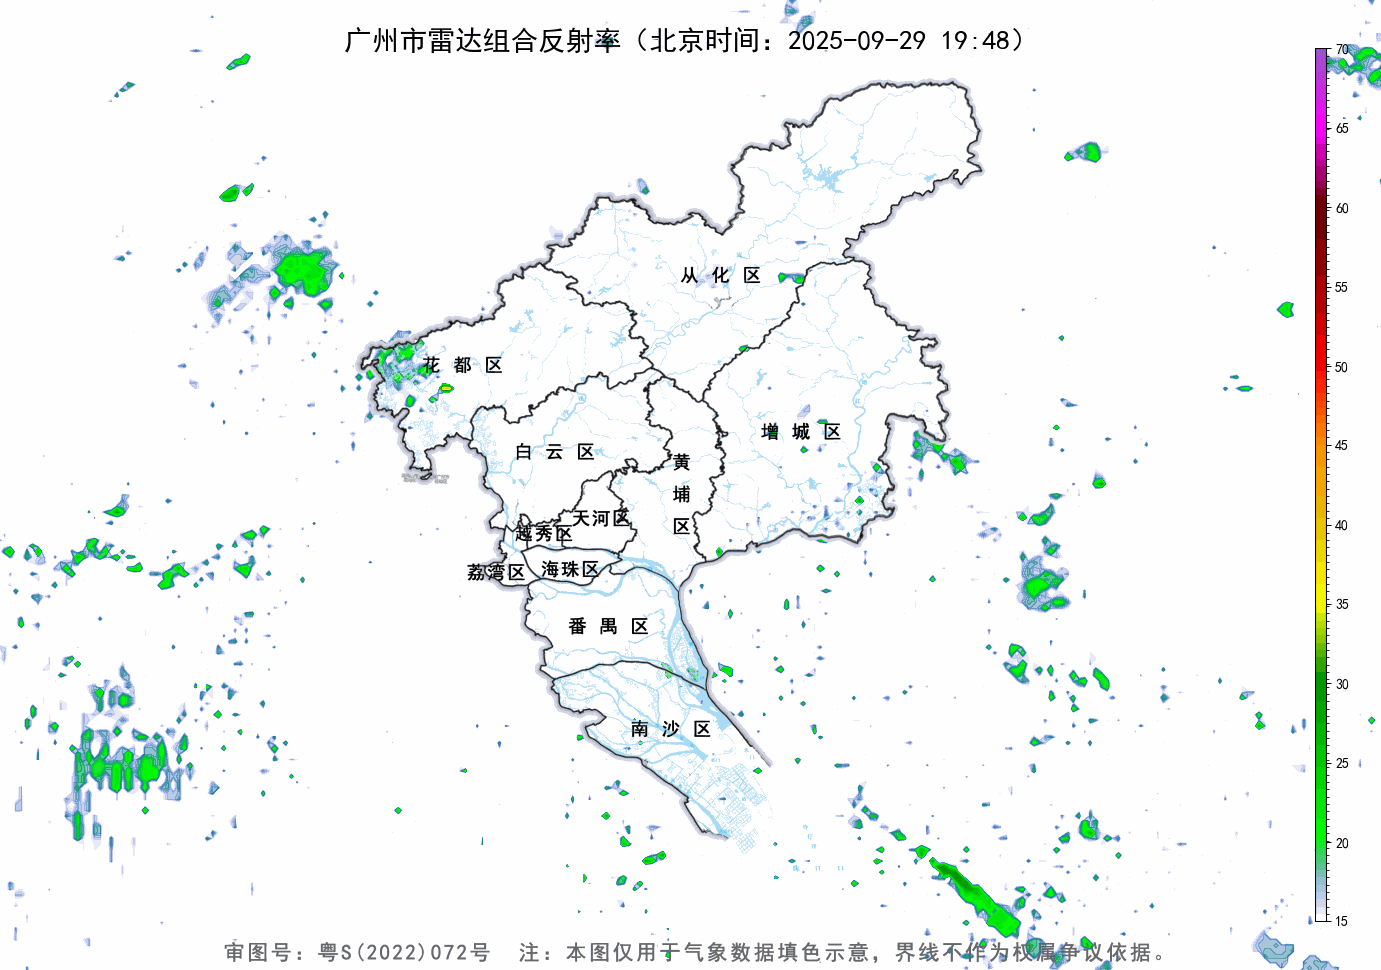 广州市雷达组合反射率（北京时间：2025-09-29 19:48）
70
65
60
55
50
45
40
35
30
25
20
15
从化区
花都区
增城区
白云区
黄埔区
天河区
越秀区
荔湾区
海珠区
番禺区
南沙区
审图号：粤S(2022)072号 注：本图仅用于气象数据填色示意，界线不作为权属争议依据。